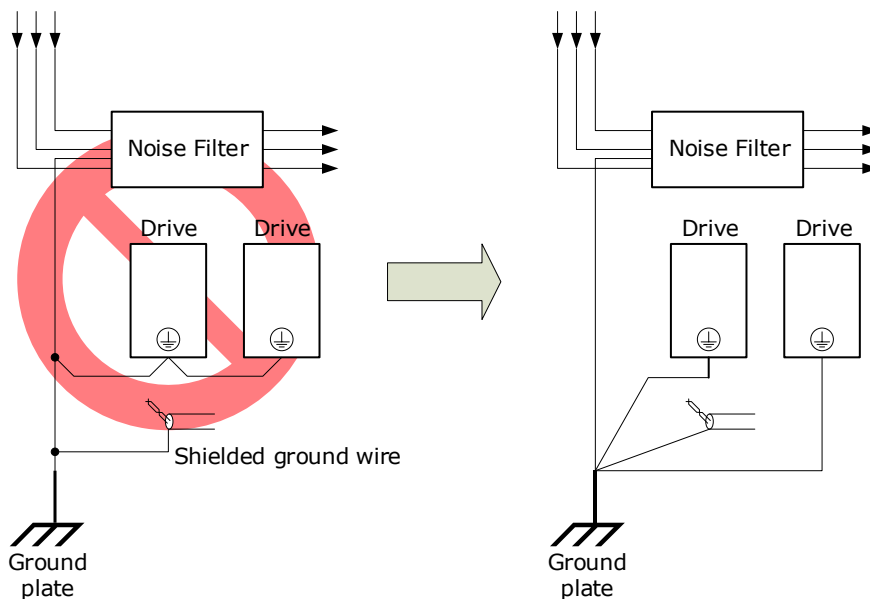 Noise Filter
Drive
Drive
Shielded ground wire
Ground
plate
Noise Filter
Drive
Drive
Ground
plate